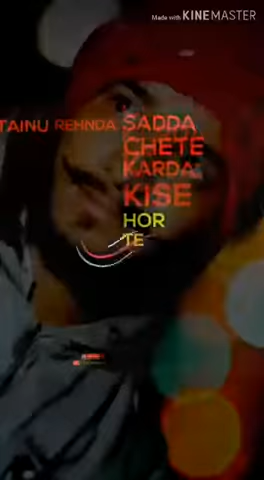 Made with KINEMASTER
TAINU REHNDA SADDA
CHETE
KARDA
KISE
HOR
TE